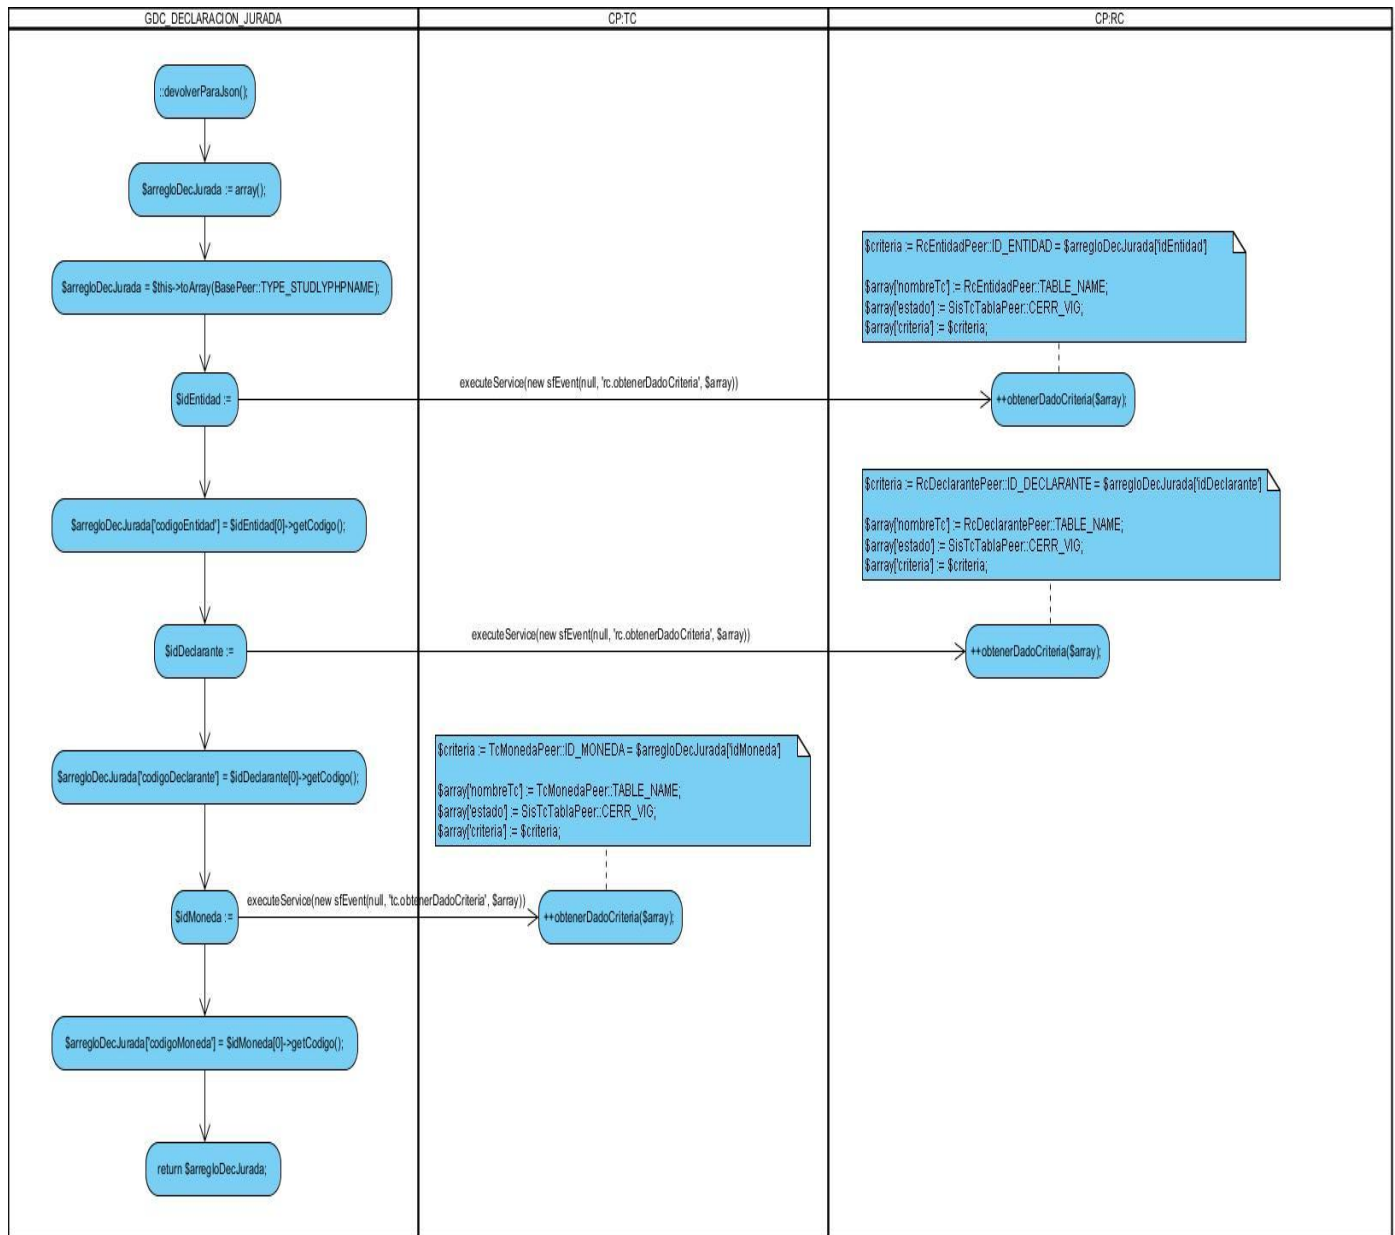 GDC_DECLARACION_JURADA
CP:TC
CP:RC
::devolverParaJson();
$arregloDecJurada := array();
$arregloDecJurada = $this->toArray(BasePeer::TYPE_STUDLYPHPNAME);
$criteria := RcEntidadPeer::ID_ENTIDAD = $arregloDecJurada['idEntidad']
$array['nombreTc'] := RcEntidadPeer::TABLE_NAME;
$array['estado'] := SisTcTablaPeer::CERR_VIG;
$array['criteria'] := $criteria;
$idEntidad :=
executeService(new sfEvent(null, 'rc.obtenerDadoCriteria', $array))
++obtenerDadoCriteria($array);
$arregloDecJurada['codigoEntidad'] = $idEntidad[0]->getCodigo();
$criteria := RcDeclarantePeer::ID_DECLARANTE = $arregloDecJurada['idDeclarante']
$array['nombreTc'] := RcDeclarantePeer::TABLE_NAME;
$array['estado'] := SisTcTablaPeer::CERR_VIG;
$array['criteria'] := $criteria;
$idDeclarante :=
executeService(new sfEvent(null, 'rc.obtenerDadoCriteria', $array))
++obtenerDadoCriteria($array);
$arregloDecJurada['codigoDeclarante'] = $idDeclarante[0]->getCodigo();
$criteria := TcMonedaPeer::ID_MONEDA = $arregloDecJurada['idMoneda']
$array['nombreTc'] := TcMonedaPeer::TABLE_NAME;
$array['estado'] := SisTcTablaPeer::CERR_VIG;
$array['criteria'] := $criteria;
$idMoneda :=
executeService(new sfEvent(null, 'tc.obtenerDadoCriteria', $array))
++obtenerDadoCriteria($array);
$arregloDecJurada['codigoMoneda'] = $idMoneda[0]->getCodigo();
return $arregloDecJurada;